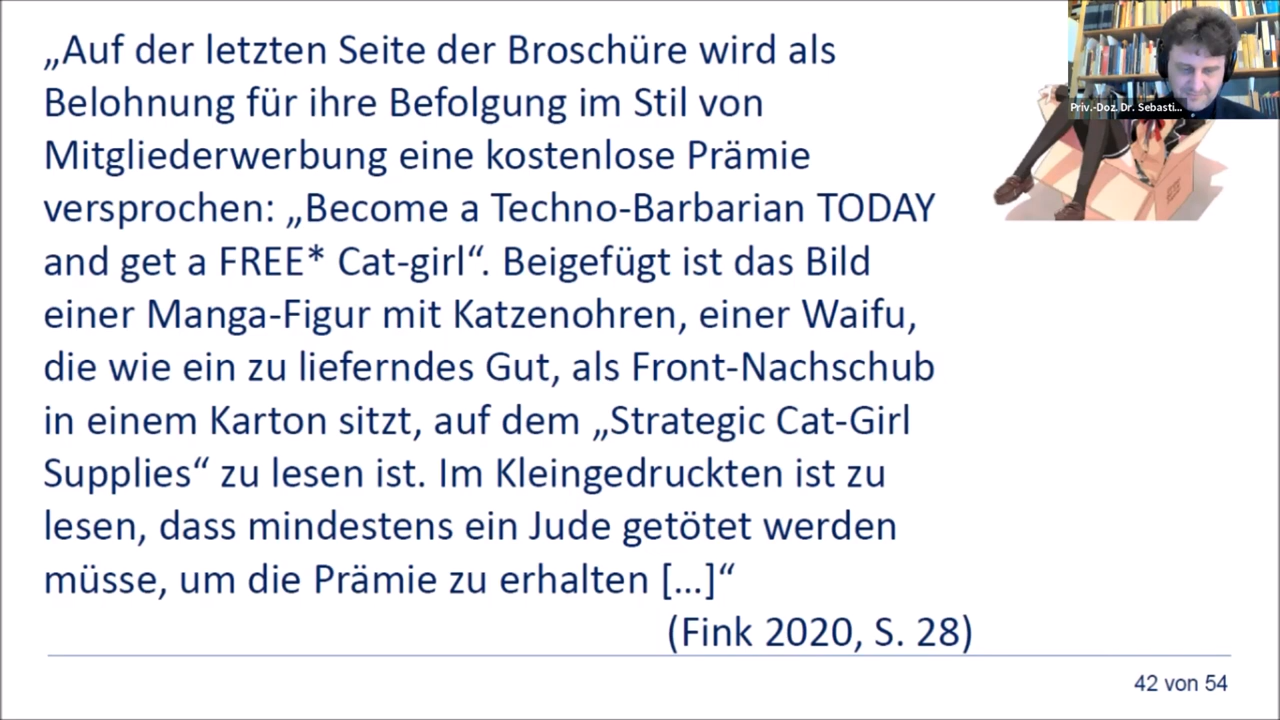 „Auf der letzten Seite der Broschüre wird als
Belohnung für ihre Befolgung im Stil von
Mitgliederwerbung eine kostenlose Prämie
versprochen: „Become a Techno-Barbarian TODAY
and get a FREE* Cat-girl“. Beigefügt ist das Bild
einer Manga-Figur mit Katzenohren, einer Waifu,
die wie ein zu lieferndes Gut, als Front-Nachschub
in einem Karton sitzt, auf dem „Strategic Cat-Girl
Supplies“ zu lesen ist. Im Kleingedruckten ist zu
lesen, dass mindestens ein Jude getötet werden
müsse, um die Prämie zu erhalten […]“
(Fink 2020, S. 28)
42 von 54
Priv.-Doz. Dr. Sebasti...